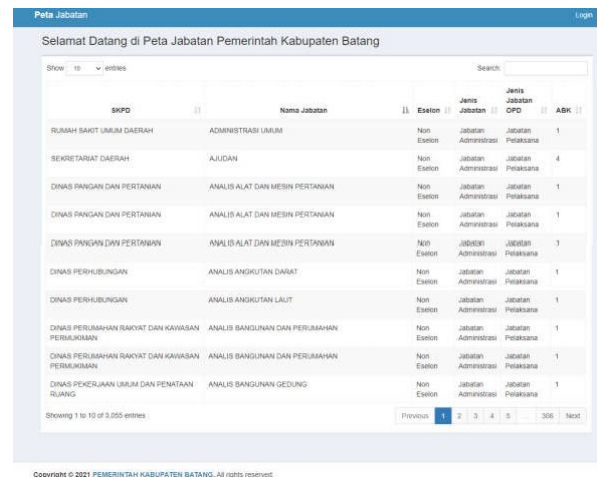 Peta Jabatan Login
Selamat Datang di Peta Jabatan Pemerintah Kabupaten Batang
Show 10 entries Search:
SKPD Nama Jabatan Eselon Jenis Jabatan Jenis Jabatan OPD ABK
RUMAH SAKIT UMUM DAERAH ADMINISTRASI UMUM Non Eselon Jabatan Administrasi Jabatan Pelaksana 1
SEKRETARIAT DAERAH AJUDAN Non Eselon Jabatan Administrasi Jabatan Pelaksana 4
DINAS PANGAN DAN PERTANIAN ANALIS ALAT DAN MESIN PERTANIAN Non Eselon Jabatan Administrasi Jabatan Pelaksana 1
DINAS PANGAN DAN PERTANIAN ANALIS ALAT DAN MESIN PERTANIAN Non Eselon Jabatan Administrasi Jabatan Pelaksana 1
DINAS PANGAN DAN PERTANIAN ANALIS ALAT DAN MESIN PERTANIAN Non Eselon Jabatan Administrasi Jabatan Pelaksana
DINAS PERHUBUNGAN ANALIS ANGKUTAN DARAT Non Eselon Jabatan Administrasi Jabatan Pelaksana 1
DINAS PERHUBUNGAN ANALIS ANGKUTAN LAUT Non Eselon Jabatan Administrasi Jabatan Pelaksana 1
DINAS PERUMAHAN RAKYAT DAN KAWASAN PERMUKIMAN ANALIS BANGUNAN DAN PERUMAHAN Non Eselon Jabatan Administrasi Jabatan Pelaksana 1
DINAS PERUMAHAN RAKYAT DAN KAWASAN PERMUKIMAN ANALIS BANGUNAN DAN PERUMAHAN Non Eselon Jabatan Administrasi Jabatan Pelaksana 1
DINAS PEKERJAAN UMUM DAN PENATAAN RUANG ANALIS BANGUNAN GEDUNG Non Eselon Jabatan Administrasi Jabatan Pelaksana 1
Showing 1 to 10 of 3,055 entries Previous 1 2 3 4 5 ... 306 Next
Copyright © 2021 PEMERINTAH KABUPATEN BATANG. All rights reserved.